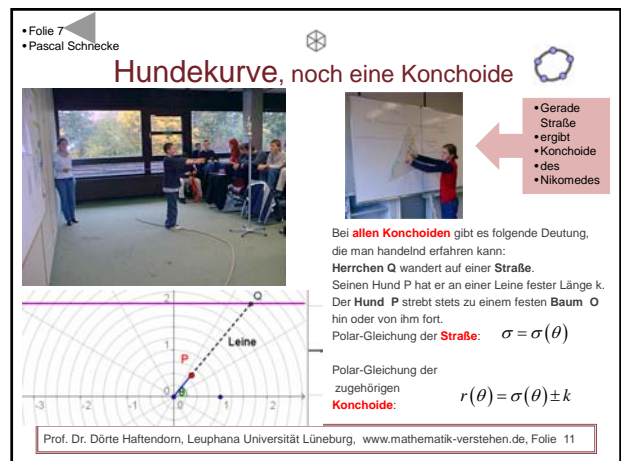 •Folie 7
•Pascal Schnecke
Hundekurve, noch eine Konchoide
•Gerade
Straße
•ergibt
•Konchoide
•des
•Nikomedes
Bei allen Konchoiden gibt es folgende Deutung,
die man handelnd erfahren kann:
Herrchen Q wandert auf einer Straße.
Seinen Hund P hat er an einer Leine fester Länge k.
Der Hund P strebt stets zu einem festen Baum O
hin oder von ihm fort.
Polar-Gleichung der Straße: σ = σ(θ)
Polar-Gleichung der
zugehörigen
Konchoide: r(θ) = σ(θ) ± k
2
Q
Leine
1
P
0
θ
-3 -2 -1 0 1 2
Prof. Dr. Dörte Haftendorn, Leuphana Universität Lüneburg, www.mathematik-verstehen.de, Folie 11